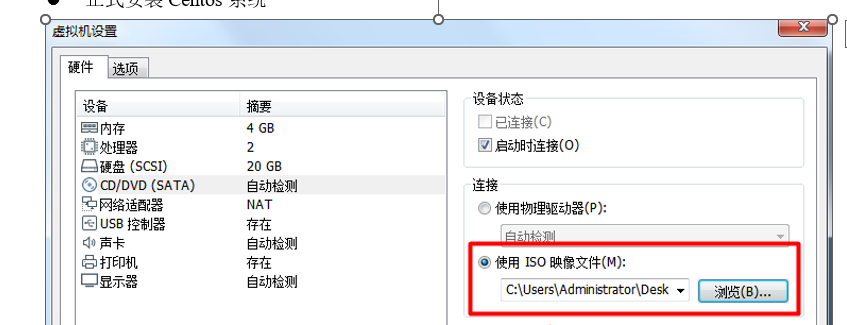 正式安装 Centos 系统
虚拟机设置
硬件 选项
设备 摘要
内存 4 GB
处理器 2
硬盘 (SCSI) 20 GB
CD/DVD (SATA) 自动检测
网络适配器 NAT
USB 控制器 存在
声卡 自动检测
打印机 存在
显示器 自动检测
设备状态
已连接(C)
启动时连接(O)
连接
使用物理驱动器(P):
自动检测
使用 ISO 映像文件(M):
C:\Users\Administrator\Desk 浏览(B)...